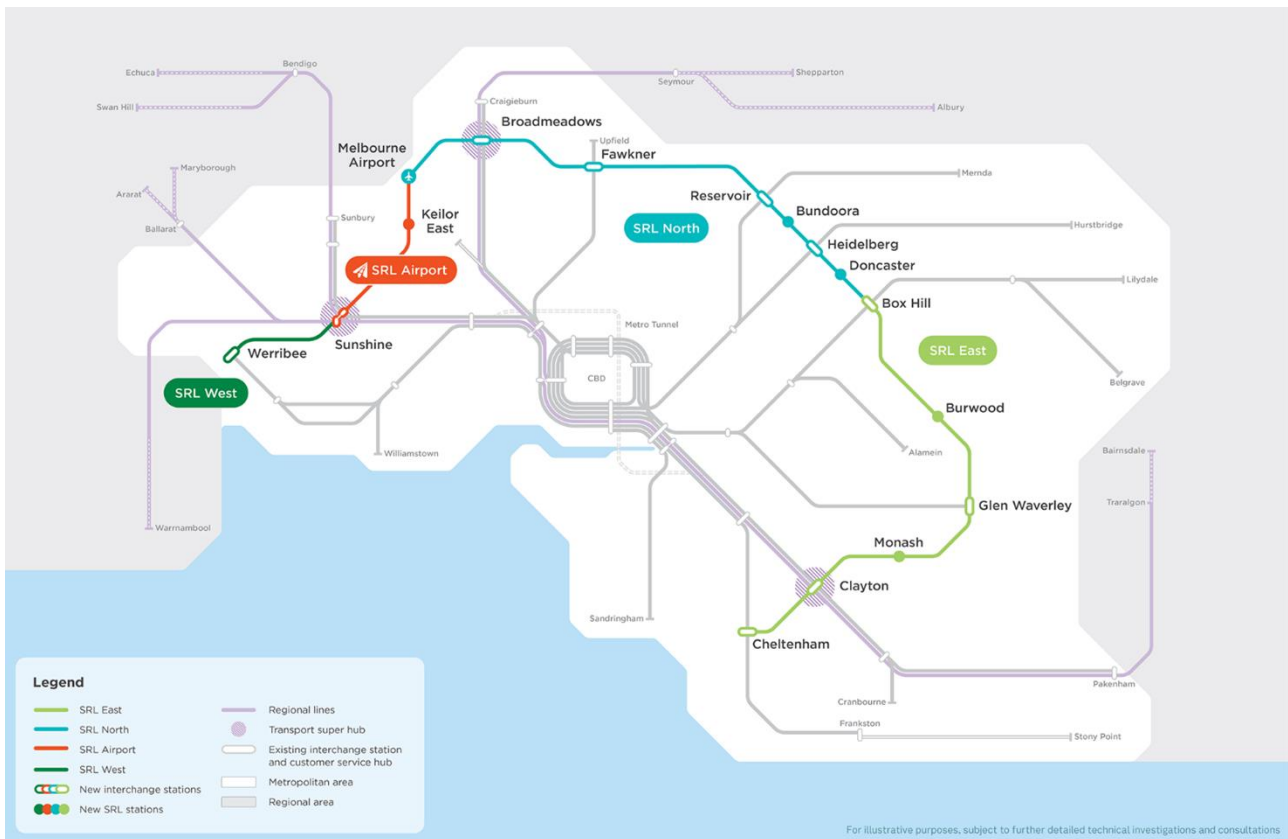 Echuca
Bendigo
Swan Hill
Shepparton
Seymour
Albury
Craigieburn
Broadmeadows
Melbourne
Airport
Upfield
Fawkner
Maryborough
Ararat
Ballarat
Sunbury
Keilor
East
SRL North
Reservoir
Bundoora
Mernda
Heidelberg
Hurstbridge
Doncaster
SRL Airport
Box Hill
Lilydale
Metro Tunnel
Werribee
Sunshine
SRL East
CBD
SRL West
Belgrave
Burwood
Williamstown
Alamein
Bairnsdale
Traralgon
Glen Waverley
Warrnambool
Monash
Clayton
Sandringham
Cheltenham
Pakenham
Cranbourne
Frankston
Stony Point
Legend
SRL East
SRL North
SRL Airport
SRL West
New interchange stations
New SRL stations
Regional lines
Transport super hub
Existing interchange station
and customer service hub
Metropolitan area
Regional area
For illustrative purposes, subject to further detailed technical investigations and consultations